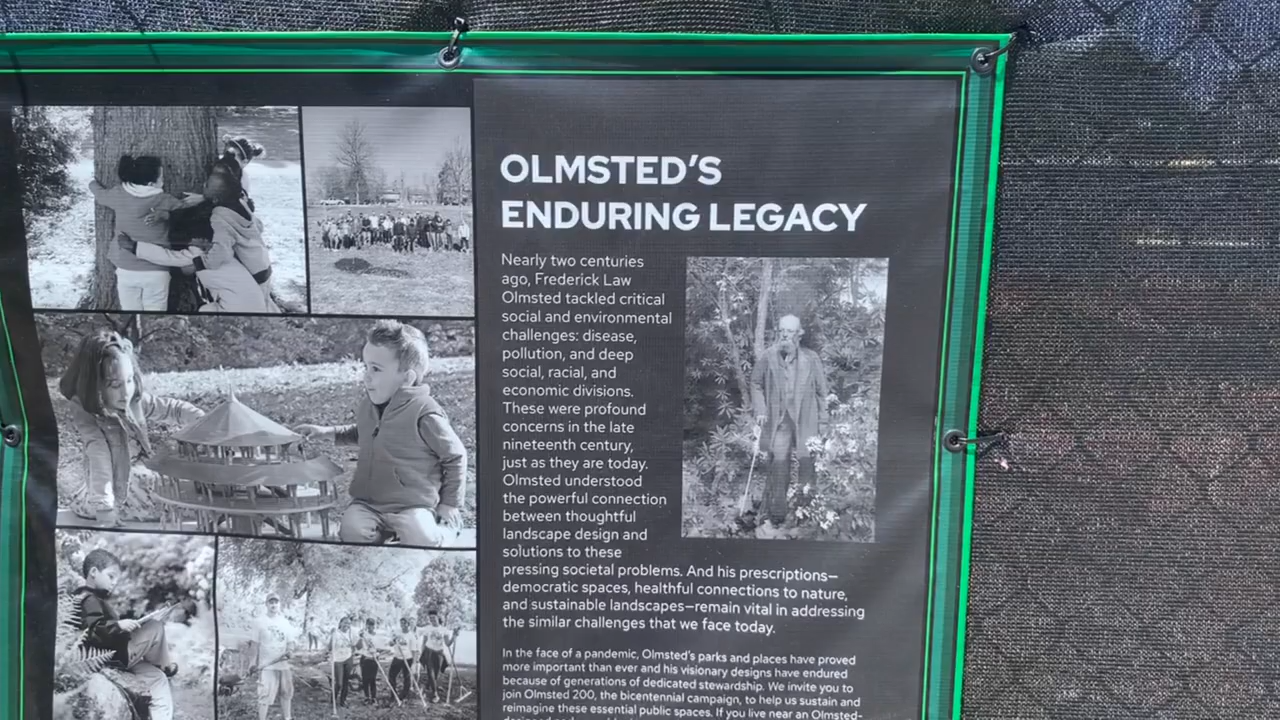 OLMSTED'S
ENDURING LEGACY
Nearly two centuries
ago, Frederick Law
Olmsted tackled critical
social and environmental
challenges: disease,
pollution, and deep
social, racial, and
economic divisions.
These were profound
concerns in the late
nineteenth century,
just as they are today.
Olmsted understood
the powerful connection
between thoughtful
landscape design and
solutions to these
pressing societal problems. And his prescriptions—
democratic spaces, healthful connections to nature,
and sustainable landscapes—remain vital in addressing
the similar challenges that we face today.
In the face of a pandemic, Olmsted's parks and places have proved
more important than ever and his visionary designs have endured
because of generations of dedicated stewardship. We invite you to
join Olmsted 200, the bicentennial campaign, to help us sustain and
reimagine these essential public spaces. If you live near an Olmsted-